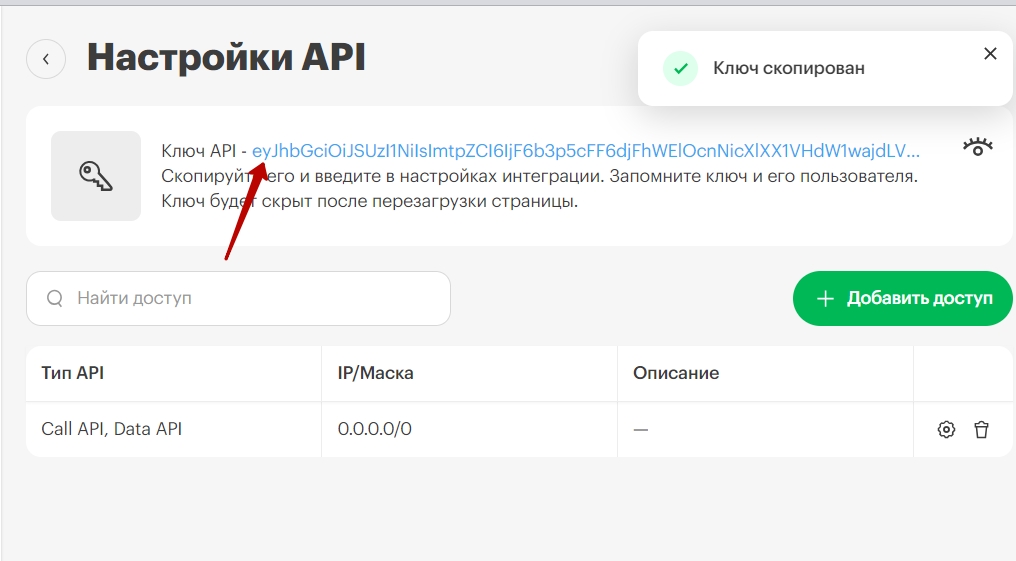 Настройки API
Ключ скопирован
Ключ API - eyJhbGciOiJSUzI1NiIsImtpZCI6IjF6b3p5cFF6djFhWElOcnNicXlXX1VHdW1wajdLV...
Скопируйте его и введите в настройках интеграции. Запомните ключ и его пользователя.
Ключ будет скрыт после перезагрузки страницы.
Найти доступ
+ Добавить доступ
Тип API IP/Маска Описание
Call API, Data API 0.0.0.0/0 —